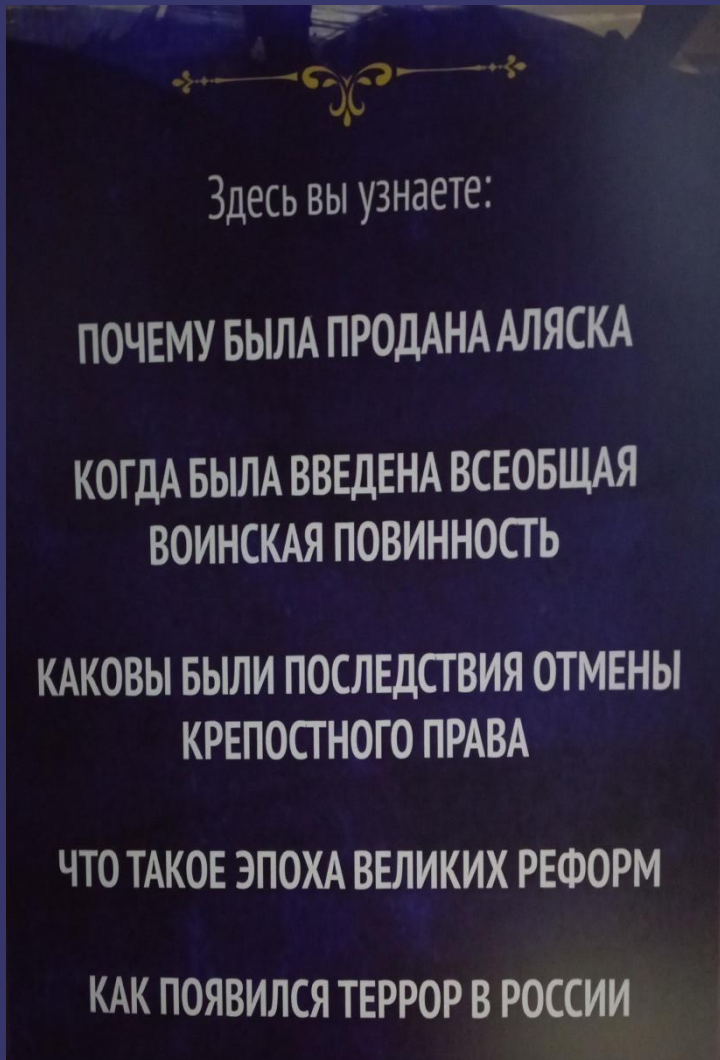 Здесь вы узнаете:
ПОЧЕМУ БЫЛА ПРОДАНА АЛЯСКА
КОГДА БЫЛА ВВЕДЕНА ВСЕОБЩАЯ
ВОИНСКАЯ ПОВИННОСТЬ
КАКОВЫ БЫЛИ ПОСЛЕДСТВИЯ ОТМЕНЫ
КРЕПОСТНОГО ПРАВА
ЧТО ТАКОЕ ЭПОХА ВЕЛИКИХ РЕФОРМ
КАК ПОЯВИЛСЯ ТЕРРОР В РОССИИ